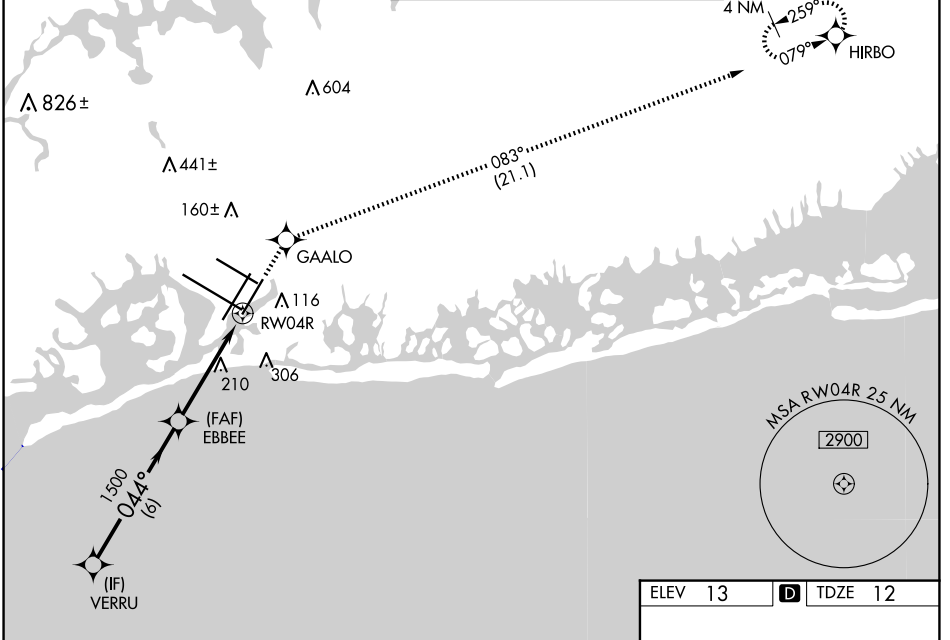 4 NM
259°
079°
HIRBO
604
826±
441±
083°
(21.1)
160±
GAALO
116
RW04R
306
210
(FAF)
EBBEE
MSA RW04R 25 NM
2900
1500
044°
(6)
(IF)
VERRU
ELEV 13 D TDZE 12